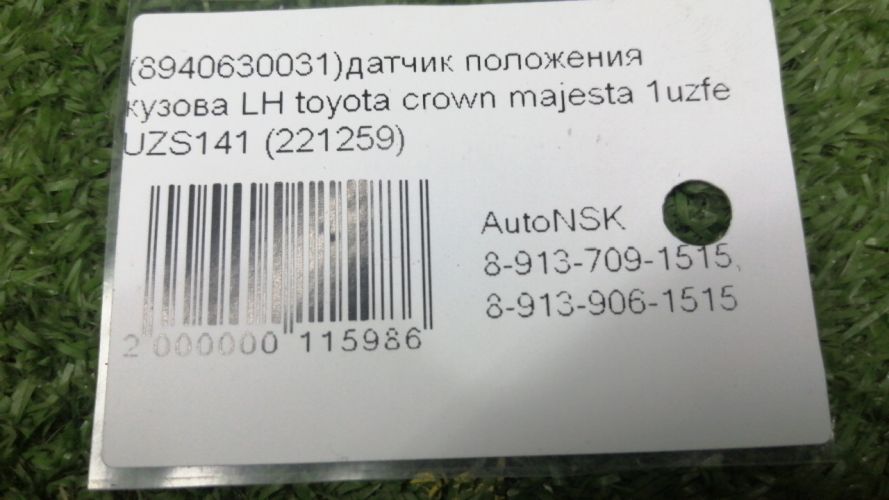 (8940630031)датчик положения
кузова LH toyota crown majesta 1uzfe
UZS141 (221259)
AutoNSK
8-913-709-1515,
8-913-906-1515
2 000000 115986